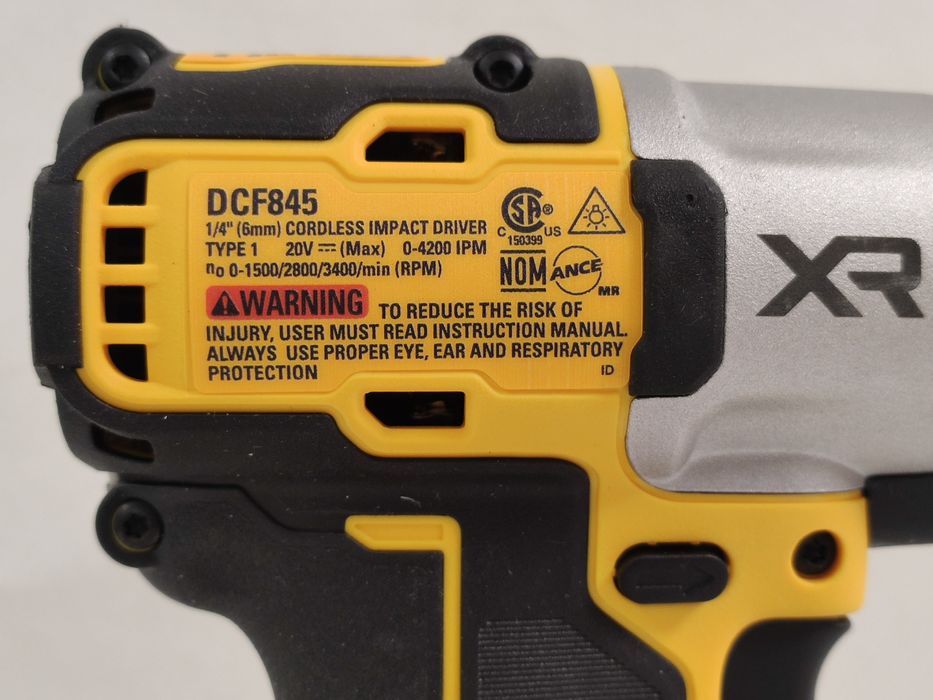 DCF845
1/4" (6mm) CORDLESS IMPACT DRIVER
TYPE 1 20V ⎓ (Max) 0-4200 IPM
n₀ 0-1500/2800/3400/min (RPM)
⚠WARNING TO REDUCE THE RISK OF
INJURY, USER MUST READ INSTRUCTION MANUAL.
ALWAYS USE PROPER EYE, EAR AND RESPIRATORY
PROTECTION
ID
CSA®
C US
150399
NOM ANCE MR
XR